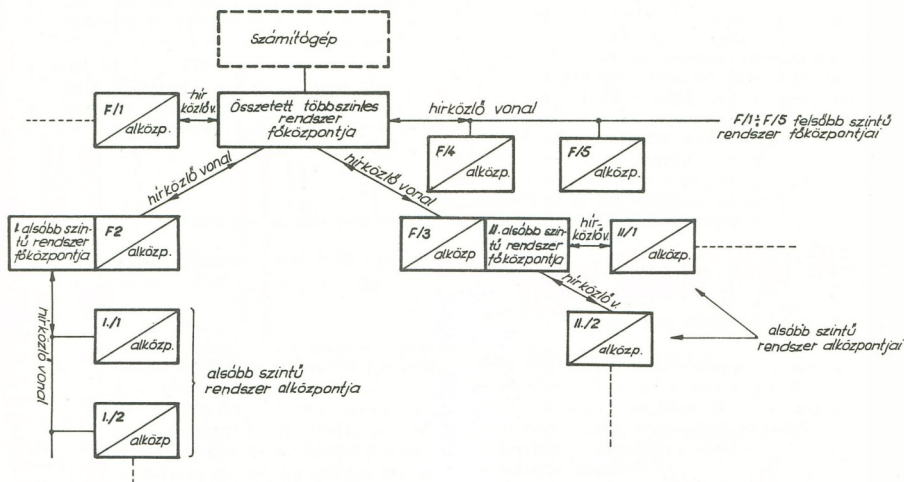 Számítógép
F/1
alközp.
hír
közlőv.
Összetett többszintes
rendszer
főközpontja
hírközlő vonal
F/1÷F/5 felsőbb szintű
rendszer főközpontjai
F/4
alközp.
F/5
alközp.
hírközlő vonal
hírközlő vonal
I. alsóbb szin-
tű rendszer
főközpontja
F2
alközp.
F/3
alközp.
II. alsóbb szin-
tű rendszer
főközpontja
hír-
közlőv.
II/1
alközp.
hírközlő v.
II./2
alközp.
alsóbb szintű
rendszer alközpontjai
hírközlő vonal
I./1
alközp.
I./2
alközp.
alsóbb szintű
rendszer alközpontja